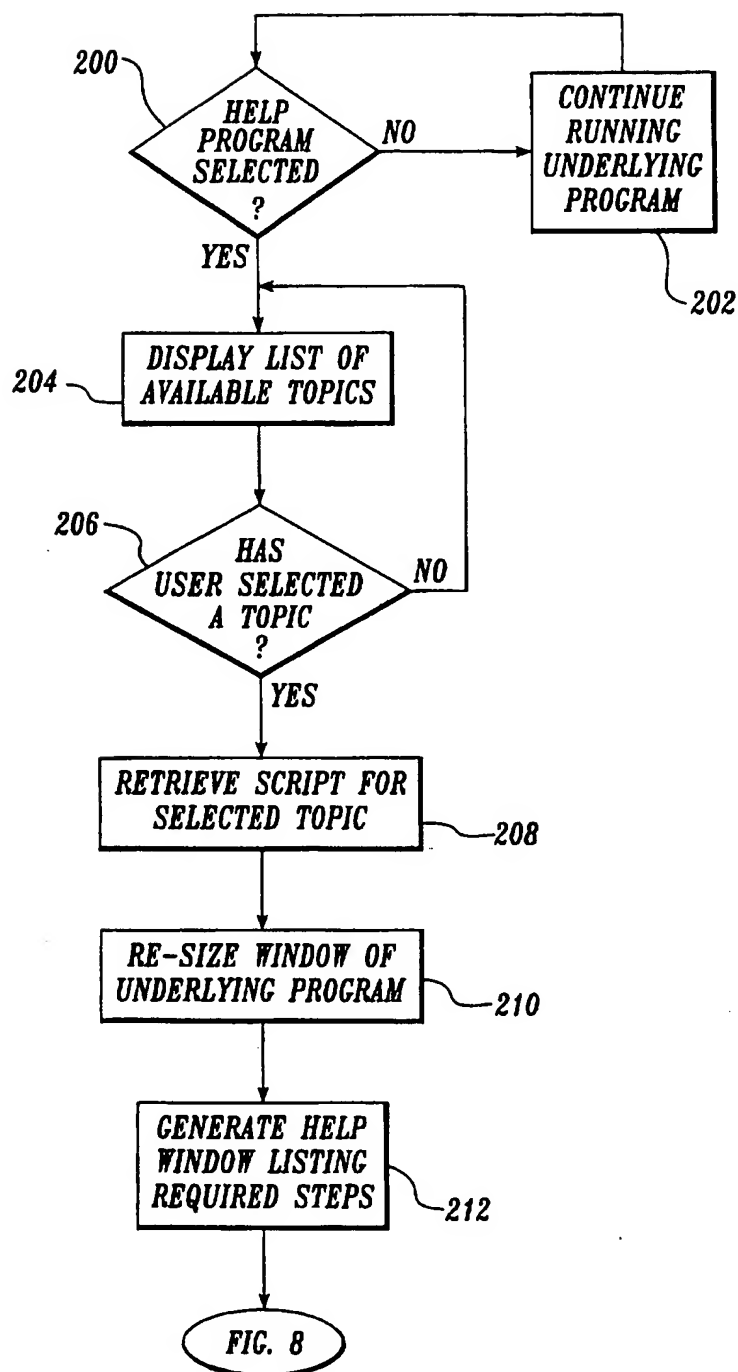 200
HELP
PROGRAM
SELECTED
?
NO
YES
CONTINUE
RUNNING
UNDERLYING
PROGRAM
202
204
DISPLAY LIST OF
AVAILABLE TOPICS
206
HAS
USER SELECTED
A TOPIC
?
NO
YES
RETRIEVE SCRIPT FOR
SELECTED TOPIC
208
RE-SIZE WINDOW OF
UNDERLYING PROGRAM
210
GENERATE HELP
WINDOW LISTING
REQUIRED STEPS
212
FIG. 8